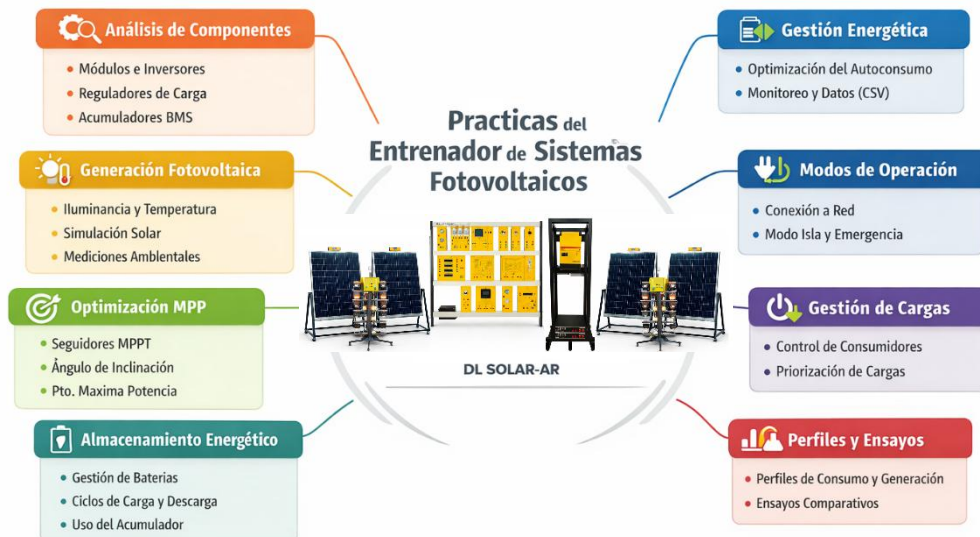 Análisis de Componentes
• Módulos e Inversores
• Reguladores de Carga
• Acumuladores BMS
Generación Fotovoltaica
• Iluminancia y Temperatura
• Simulación Solar
• Mediciones Ambientales
Optimización MPP
• Seguidores MPPT
• Ángulo de Inclinación
• Pto. Maxima Potencia
Almacenamiento Energético
• Gestión de Baterias
• Ciclos de Carga y Descarga
• Uso del Acumulador
Practicas del
Entrenador de Sistemas
Fotovoltaicos
DL SOLAR-AR
Gestión Energética
• Optimización del Autoconsumo
• Monitoreo y Datos (CSV)
Modos de Operación
• Conexión a Red
• Modo Isla y Emergencia
Gestión de Cargas
• Control de Consumidores
• Priorización de Cargas
Perfiles y Ensayos
• Perfiles de Consumo y Generación
• Ensayos Comparativos